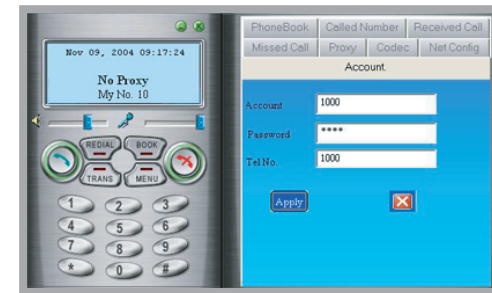 Nov 09, 2004 09:17:24
No Proxy
My No. 10
REDIAL BOOK
TRANS MENU
1 2 3
4 5 6
7 8 9
* 0 #
PhoneBook Called Number Received Call
Missed Call Proxy Codec Net Config
Account
Account 1000
Password ****
Tel No. 1000
Apply